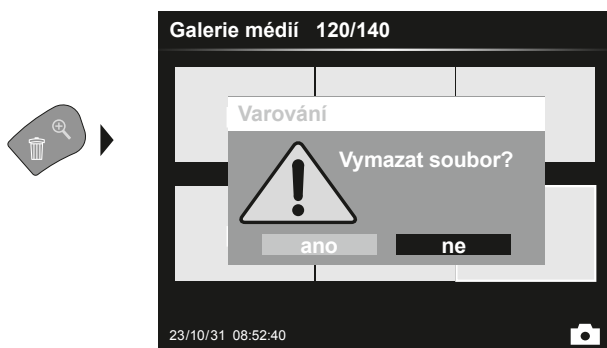 Galerie médií 120/140
Varování
Vymazat soubor?
ano ne
23/10/31 08:52:40